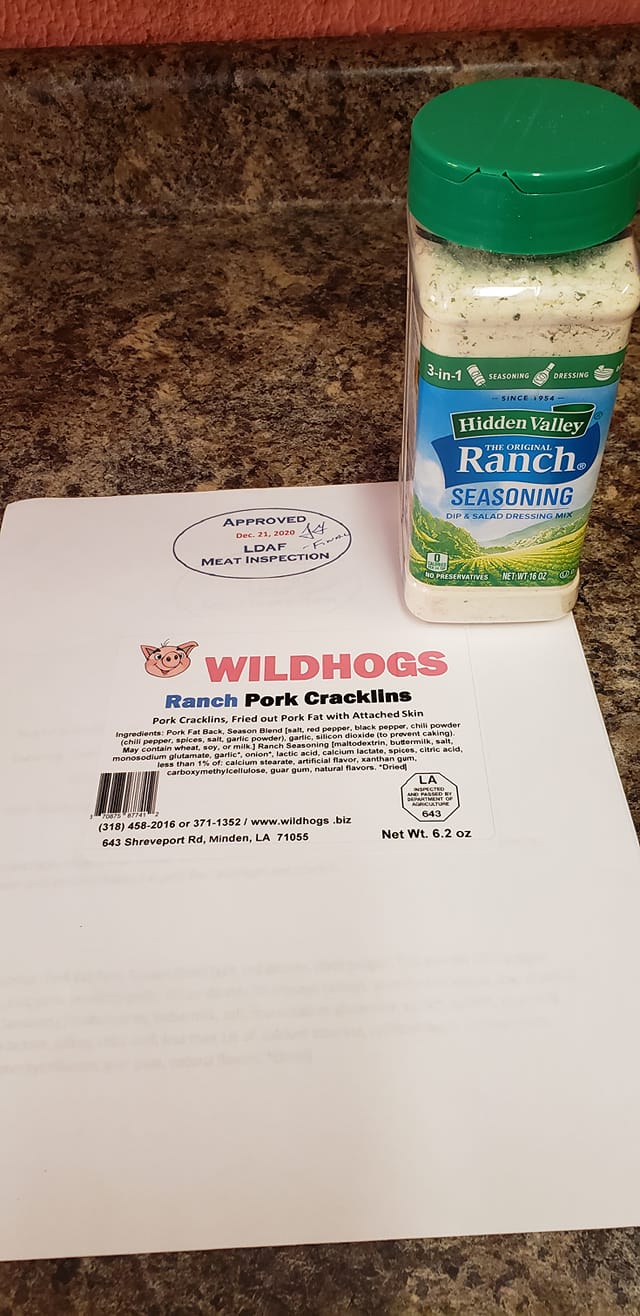 3-in-1 SEASONING DRESSING
SINCE 1954
Hidden Valley
THE ORIGINAL
Ranch®
SEASONING
DIP & SALAD DRESSING MIX
0
CALORIES
NO PRESERVATIVES NET WT 16 OZ
APPROVED
Dec. 21, 2020
-Final
LDAF
MEAT INSPECTION
WILDHOGS
Ranch Pork Cracklins
Pork Cracklins, Fried out Pork Fat with Attached Skin
Ingredients: Pork Fat Back, Season Blend [salt, red pepper, black pepper, chili powder
(chili pepper, spices, salt, garlic powder), garlic, silicon dioxide (to prevent caking).
May contain wheat, soy, or milk.] Ranch Seasoning [maltodextrin, buttermilk, salt,
monosodium glutamate, garlic*, onion*, lactic acid, calcium lactate, spices, citric acid,
less than 1% of: calcium stearate, artificial flavor, xanthan gum,
carboxymethylcellulose, guar gum, natural flavors. *Dried]
LA
INSPECTED
AND PASSED BY
DEPARTMENT OF
AGRICULTURE
643
70875 87741 2
(318) 458-2016 or 371-1352 / www.wildhogs .biz
643 Shreveport Rd, Minden, LA 71055
Net Wt. 6.2 oz